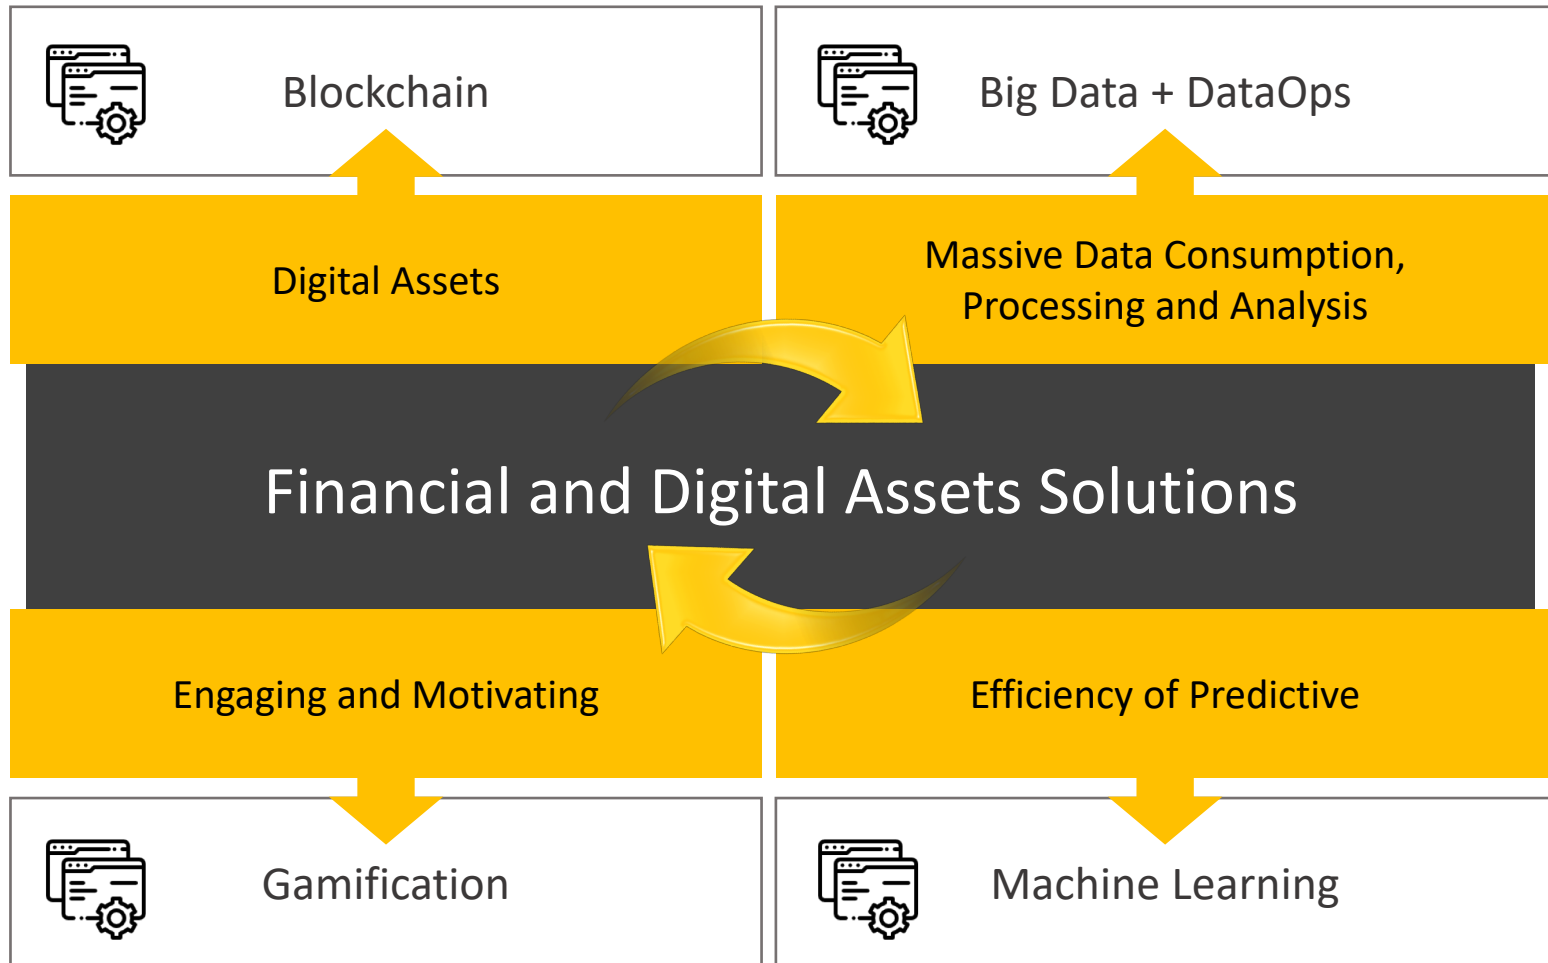 Blockchain
Big Data + DataOps
Digital Assets
Massive Data Consumption,
Processing and Analysis
Financial and Digital Assets Solutions
Engaging and Motivating
Efficiency of Predictive
Gamification
Machine Learning